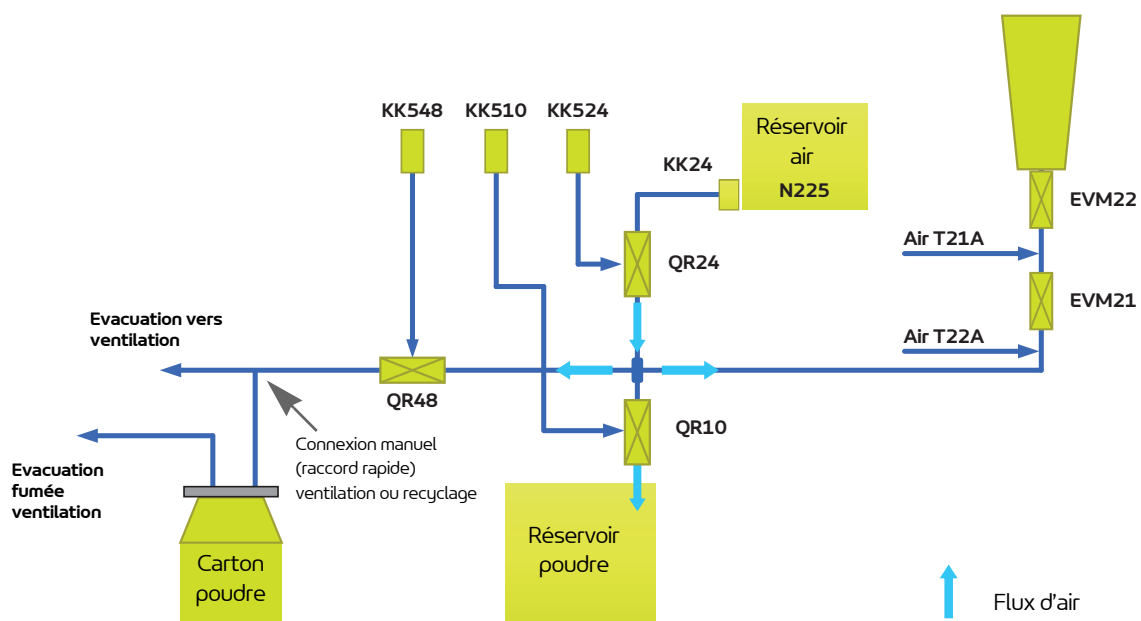 KK548
KK510
KK524
Réservoir
air
N225
KK24
EVM22
Air T21A
QR24
EVM21
Evacuation vers
ventilation
Air T22A
QR48
QR10
Connexion manuel
(raccord rapide)
ventilation ou recyclage
Evacuation
fumée
ventilation
Réservoir
poudre
Carton
poudre
Flux d'air